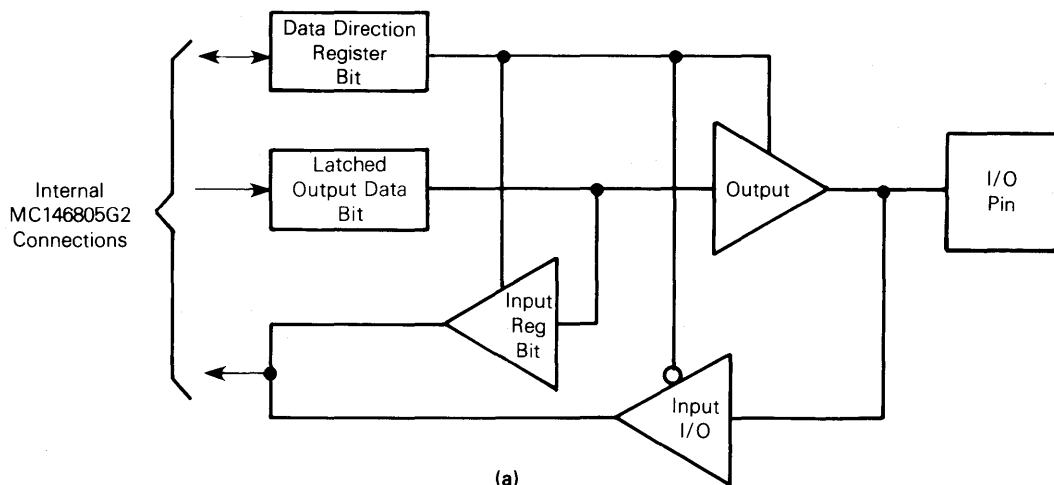 Data Direction
Register
Bit
Latched
Output Data
Bit
Internal
MC146805G2
Connections
Output
I/O
Pin
Input
Reg
Bit
Input
I/O
(a)